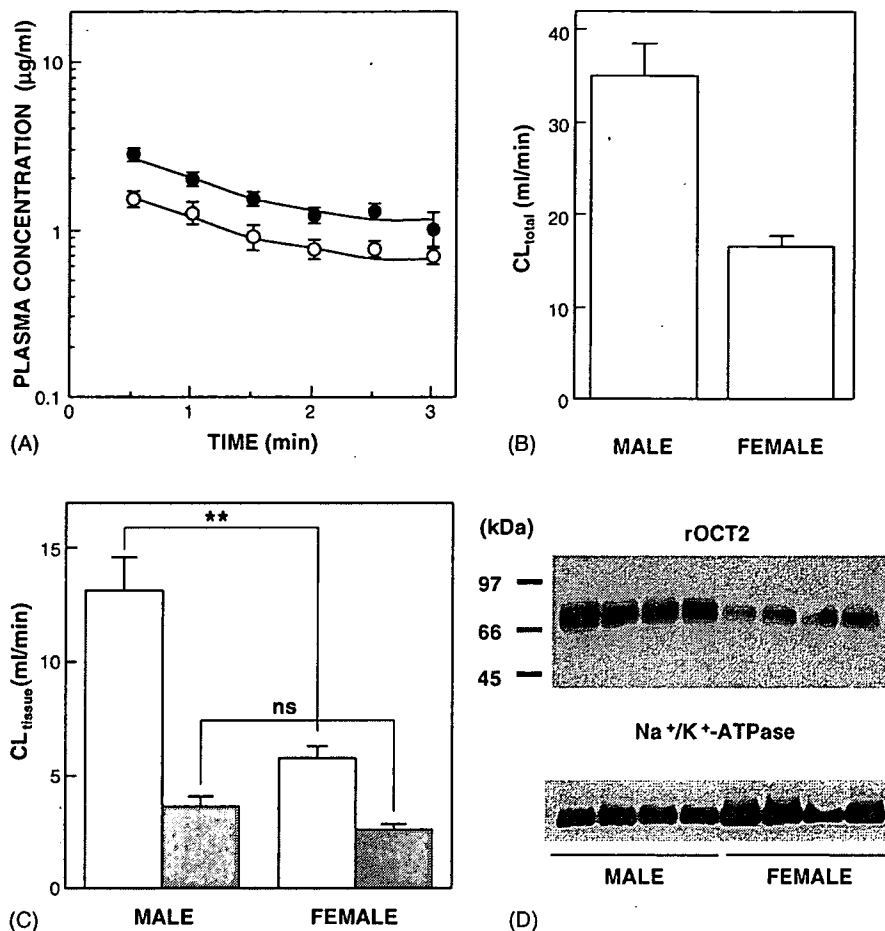 PLASMA CONCENTRATION (µg/ml)
10
1
0.1
0 1 2 3
TIME (min)
(A)
CL_total (ml/min)
40
30
20
10
0
MALE FEMALE
(B)
CL_tissue (ml/min)
15
10
5
0
**
ns
MALE FEMALE
(C)
(kDa)
rOCT2
97
66
45
Na+/K+-ATPase
MALE FEMALE
(D)